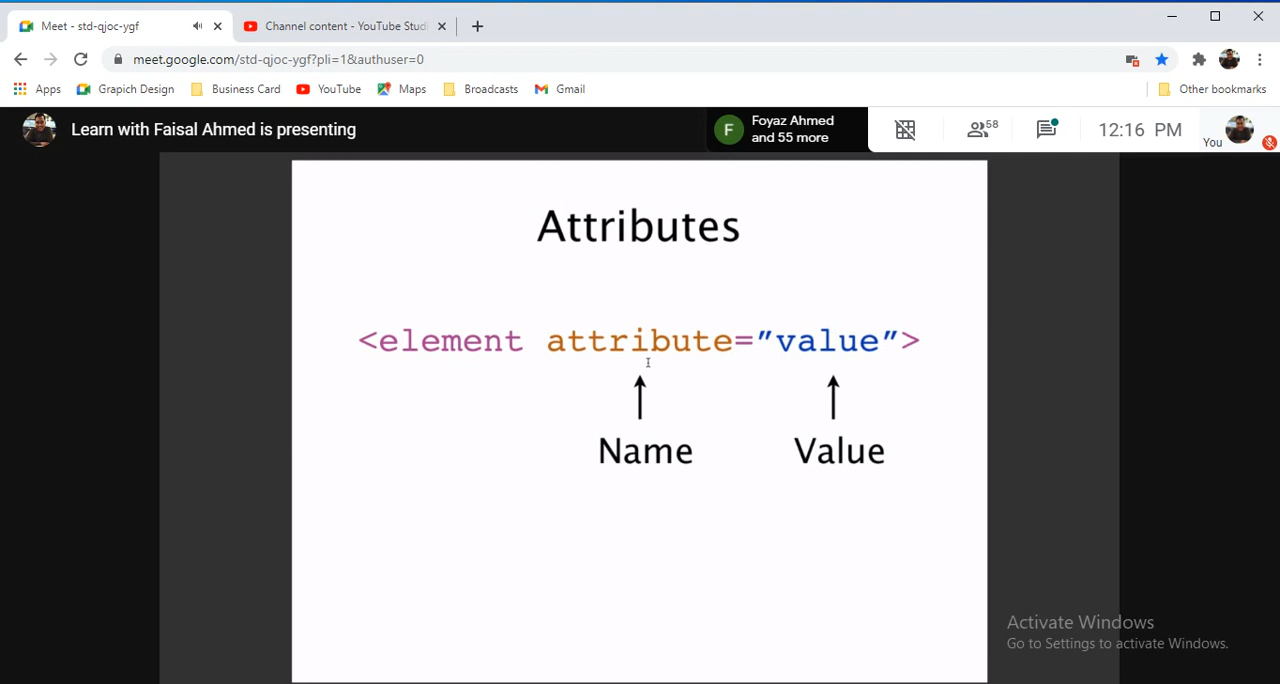 Meet - std-qjoc-ygf
Channel content - YouTube Studi
meet.google.com/std-qjoc-ygf?pli=1&authuser=0
Apps Grapich Design Business Card YouTube Maps Broadcasts Gmail Other bookmarks
Learn with Faisal Ahmed is presenting
F
Foyaz Ahmed
and 55 more
58
12:16 PM
You
Attributes
<element attribute=”value”>
Name Value
Activate Windows
Go to Settings to activate Windows.